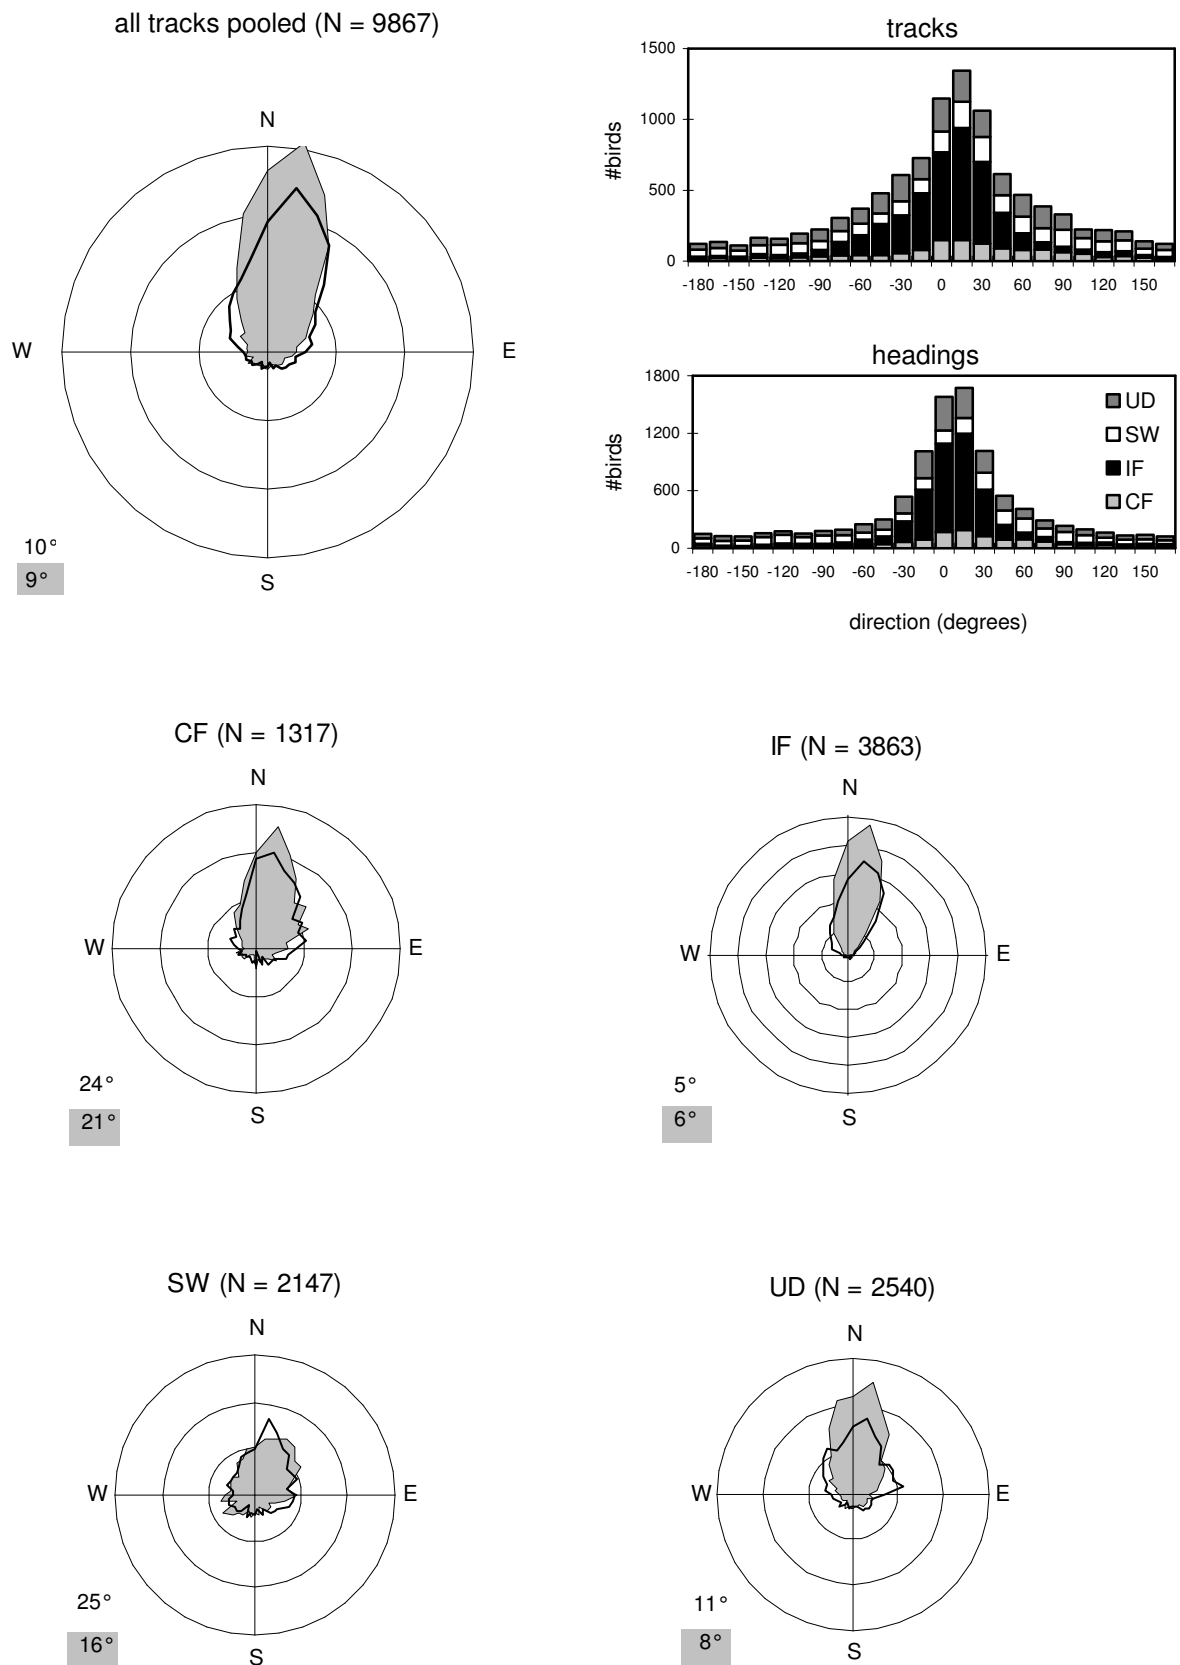 all tracks pooled (N = 9867)
N
W
E
S
10°
9°
tracks
#birds
1500
1000
500
0
-180 -150 -120 -90 -60 -30 0 30 60 90 120 150
headings
#birds
1800
1200
600
0
UD
SW
IF
CF
-180 -150 -120 -90 -60 -30 0 30 60 90 120 150
direction (degrees)
CF (N = 1317)
N
W
E
S
24°
21°
IF (N = 3863)
N
W
E
S
5°
6°
SW (N = 2147)
N
W
E
S
25°
16°
UD (N = 2540)
N
W
E
S
11°
8°